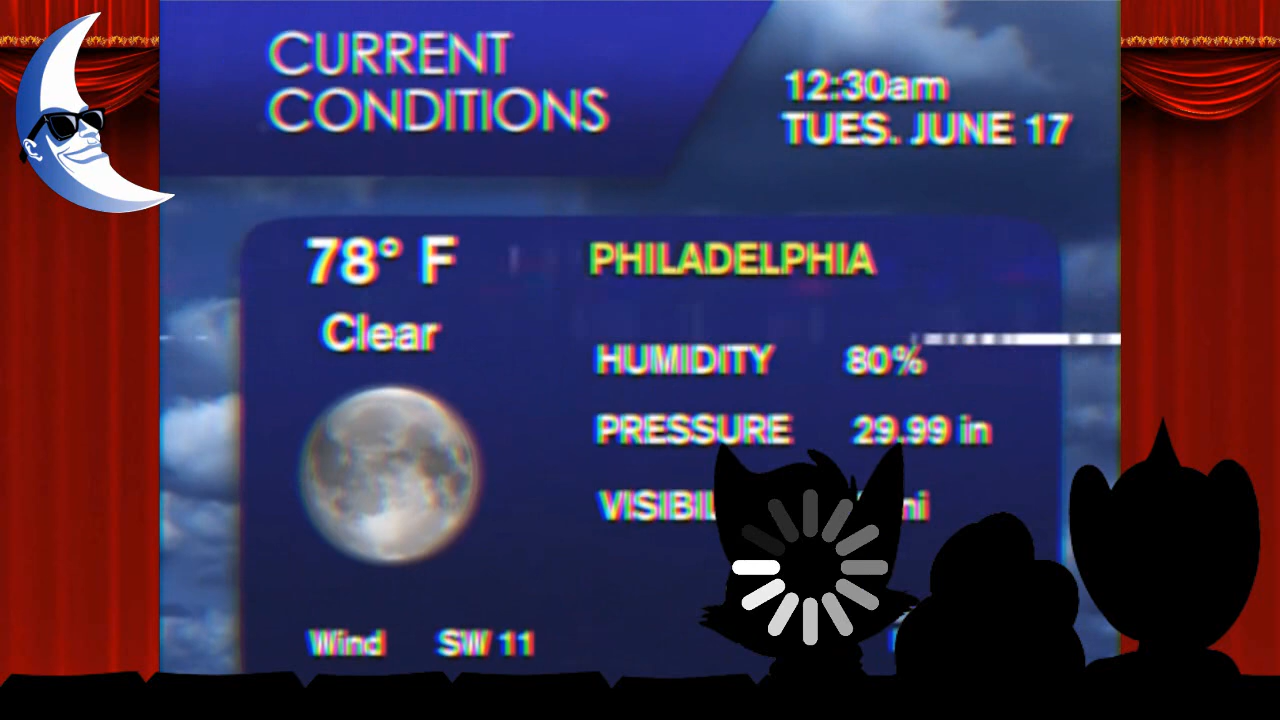 CURRENT
CONDITIONS
12:30am
TUES. JUNE 17
78° F
PHILADELPHIA
Clear
HUMIDITY 80%
PRESSURE 29.99 in
Wind SW 11